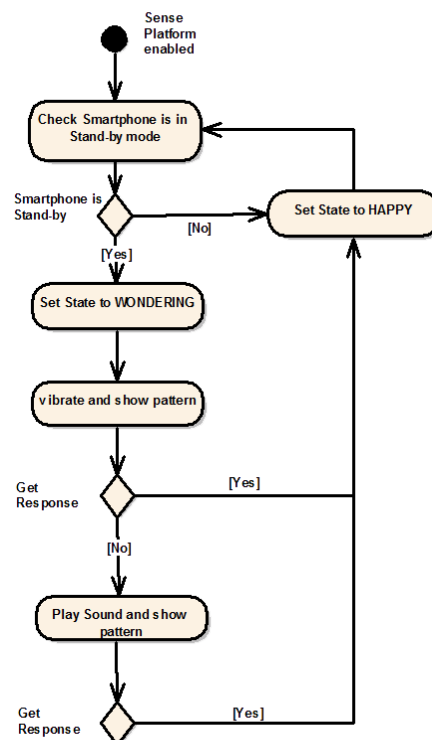 Sense
Platform
enabled
Check Smartphone is in
Stand-by mode
Smartphone is
Stand-by
[No]
Set State to HAPPY
[Yes]
Set State to WONDERING
vibrate and show pattern
Get
Response
[Yes]
[No]
Play Sound and show
pattern
Get
Response
[Yes]